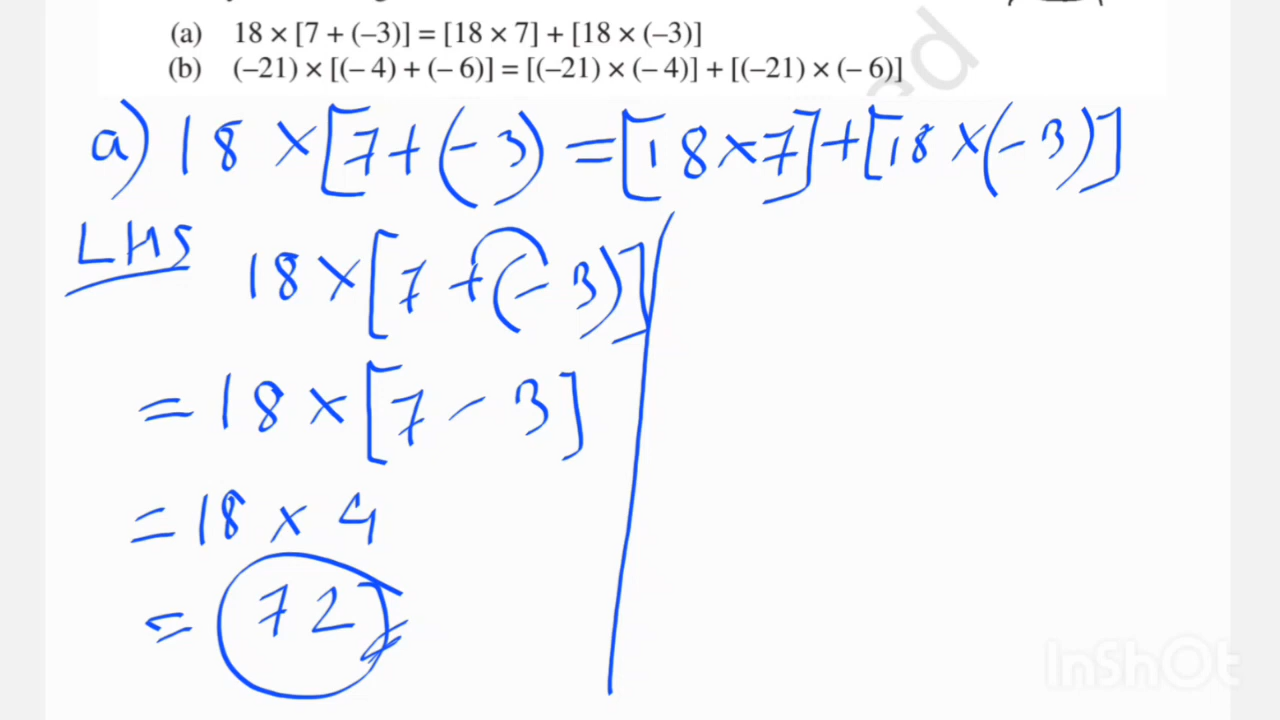 (a) 18 × [7 + (–3)] = [18 × 7] + [18 × (–3)]
(b) (–21) × [(– 4) + (– 6)] = [(–21) × (– 4)] + [(–21) × (– 6)]
a) 18 × [7 + (– 3) = [18 × 7] + [18 × (– 3)]
LHS 18 × [7 + (– 3)]
= 18 × [7 – 3]
= 18 × 4
= 72
InShOt